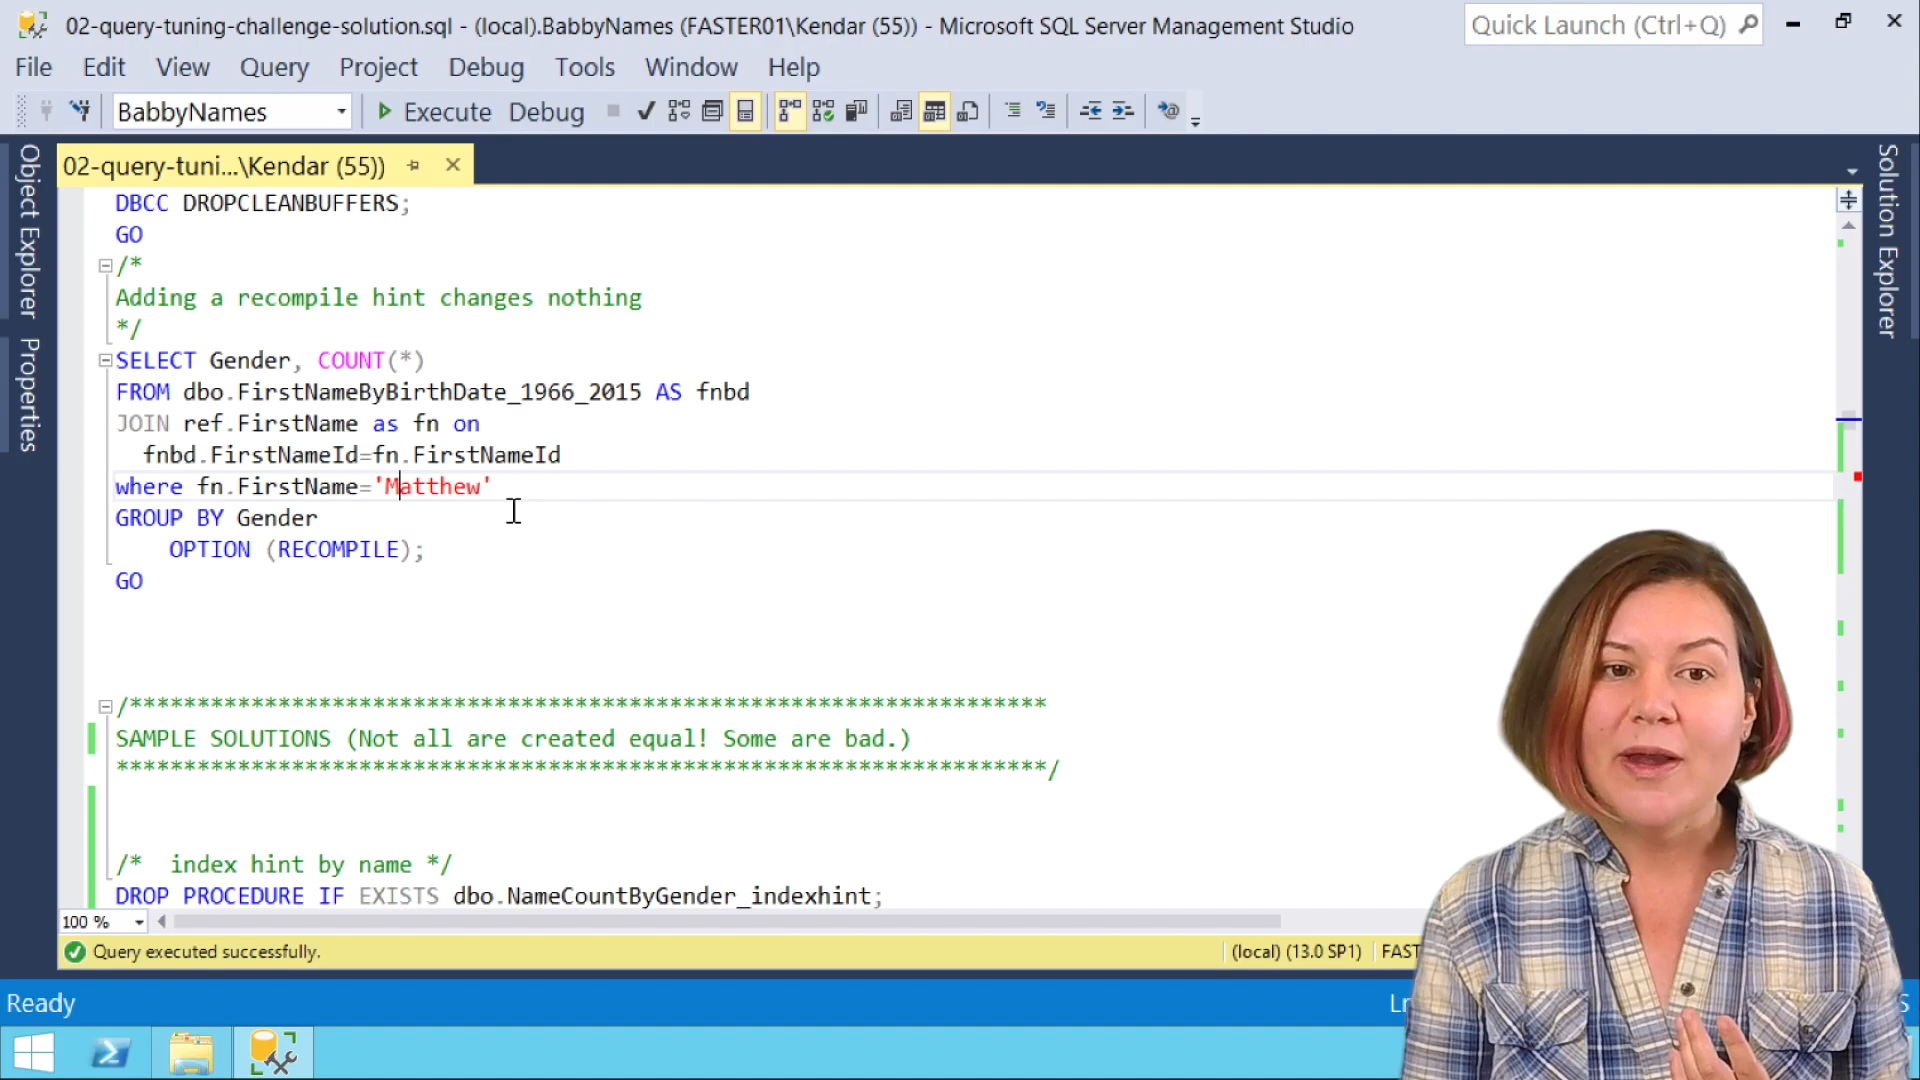 02-query-tuning-challenge-solution.sql - (local).BabbyNames (FASTER01\Kendar (55)) - Microsoft SQL Server Management Studio
Quick Launch (Ctrl+Q)
File Edit View Query Project Debug Tools Window Help
BabbyNames Execute Debug
Object Explorer
Properties
Solution Explorer
02-query-tuni...\Kendar (55))
DBCC DROPCLEANBUFFERS;
GO
/*
Adding a recompile hint changes nothing
*/
SELECT Gender, COUNT(*)
FROM dbo.FirstNameByBirthDate_1966_2015 AS fnbd
JOIN ref.FirstName as fn on
fnbd.FirstNameId=fn.FirstNameId
where fn.FirstName='Matthew'
GROUP BY Gender
OPTION (RECOMPILE);
GO
/********************************************************************
SAMPLE SOLUTIONS (Not all are created equal! Some are bad.)
*********************************************************************/
/* index hint by name */
DROP PROCEDURE IF EXISTS dbo.NameCountByGender_indexhint;
100 %
Query executed successfully. (local) (13.0 SP1) FAST
Ready